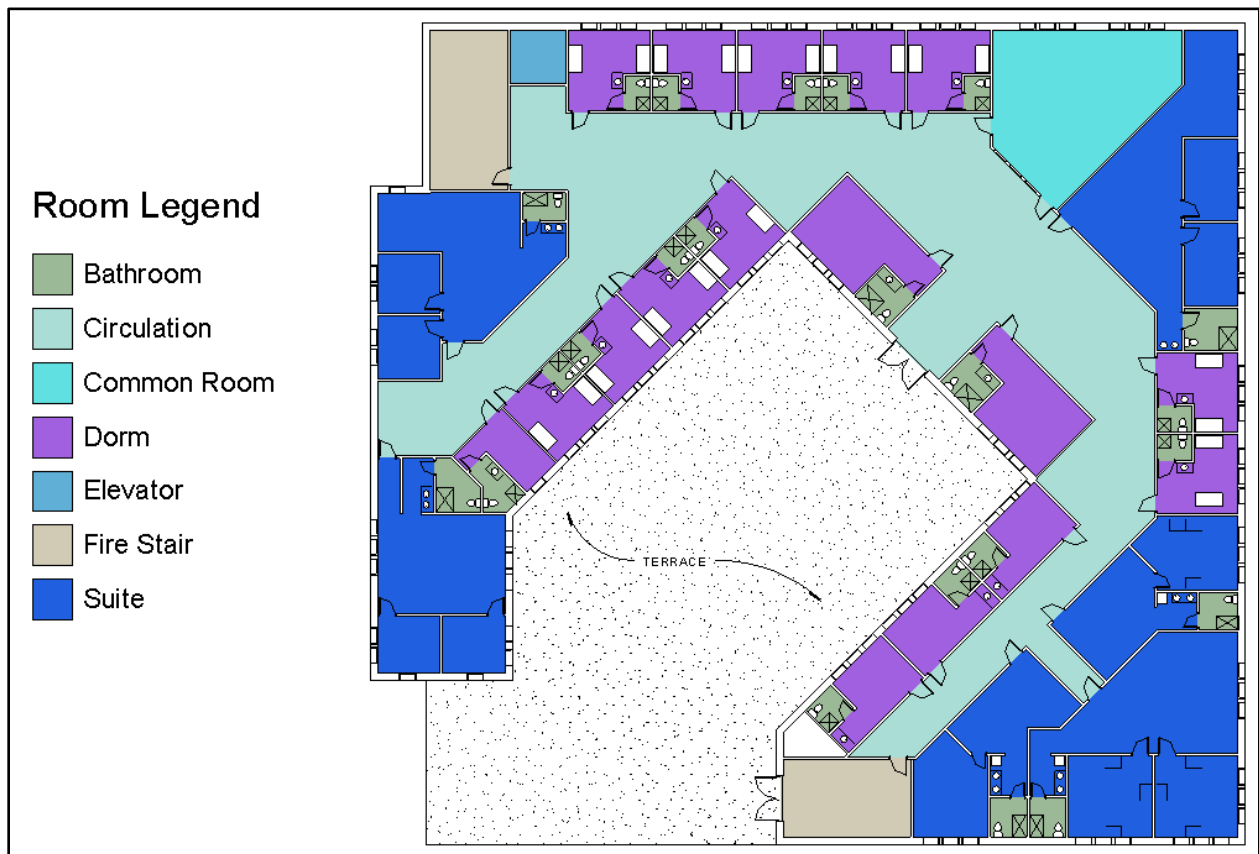 Room Legend
Bathroom
Circulation
Common Room
Dorm
Elevator
Fire Stair
Suite
TERRACE